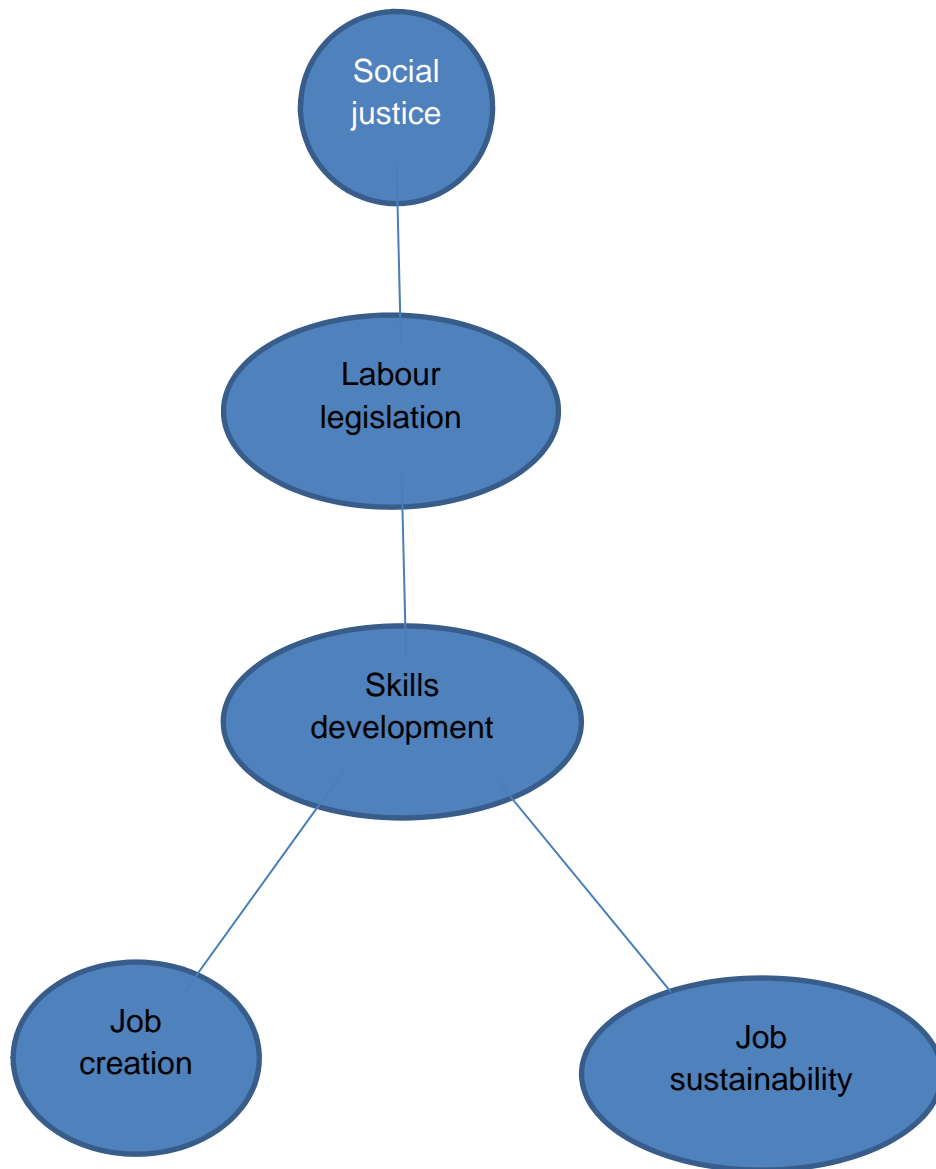 Social
justice
Labour
legislation
Skills
development
Job
creation
Job
sustainability